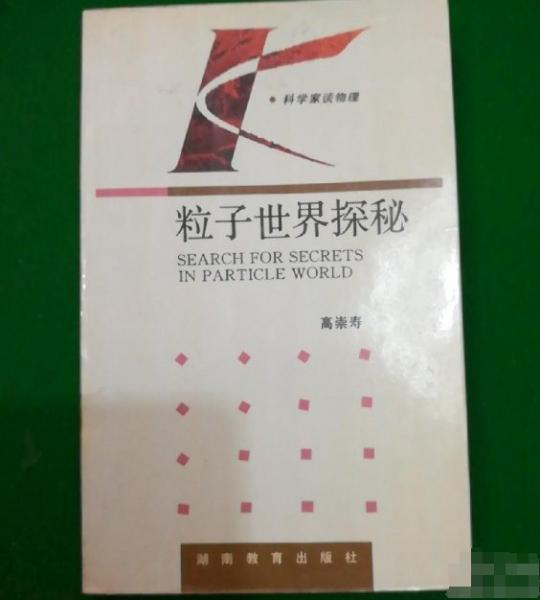 K
• 科学家谈物理
粒子世界探秘
SEARCH FOR SECRETS
IN PARTICLE WORLD
高崇寿
湖南教育出版社